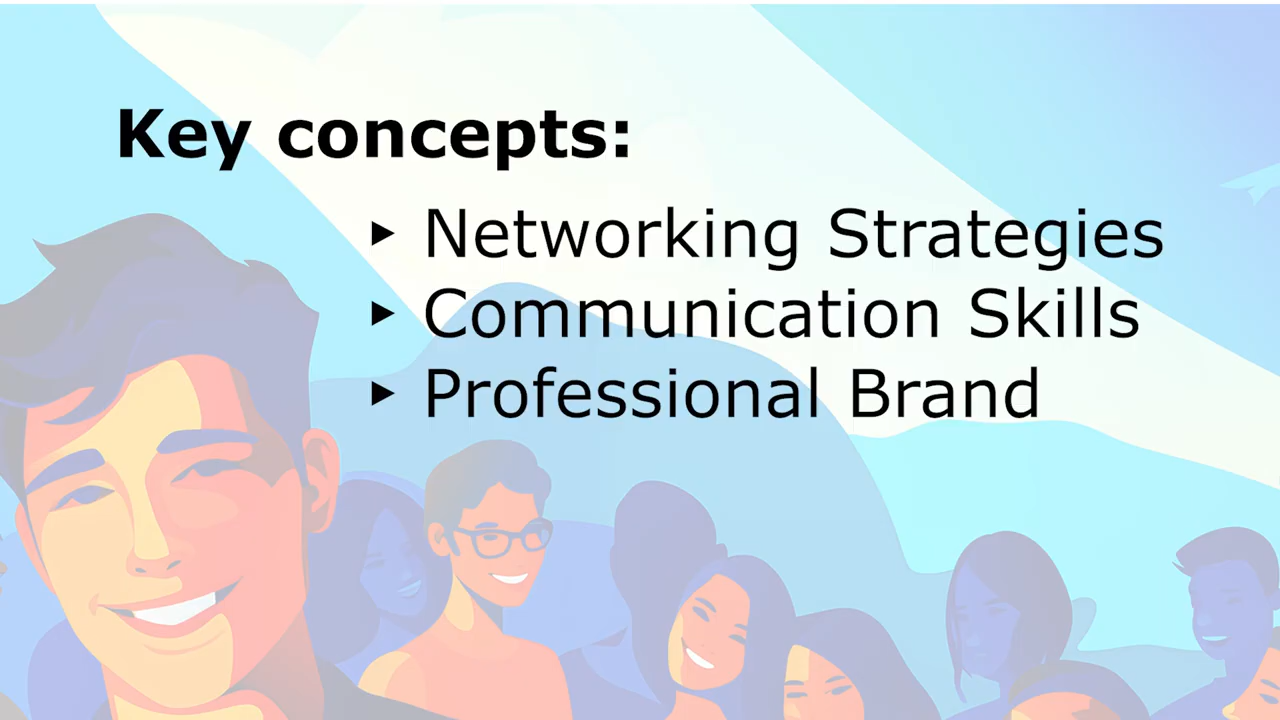 Key concepts:
▸ Networking Strategies
▸ Communication Skills
▸ Professional Brand